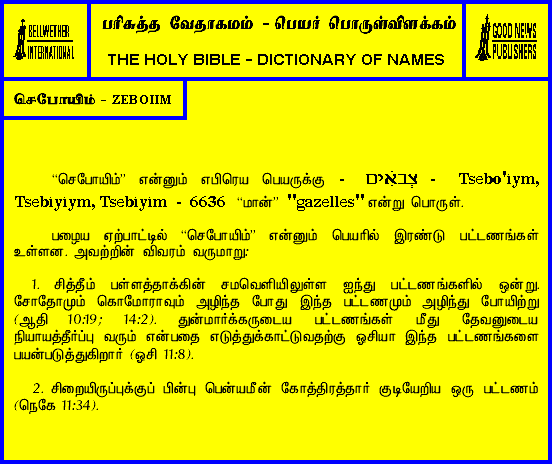 BELLWETHER
INTERNATIONAL
பரிசுத்த வேதாகமம் - பெயர் பொருள்விளக்கம்
THE HOLY BIBLE - DICTIONARY OF NAMES
GOOD NEWS
PUBLISHERS
செபோயிம் - ZEBOIIM
“செபோயிம்” என்னும் எபிரெய பெயருக்கு - צְבֹאִים - Tsebo'iym,
Tsebiyiym, Tsebiyim - 6636 “மான்” "gazelles" என்று பொருள்.
பழைய ஏற்பாட்டில் “செபோயிம்” என்னும் பெயரில் இரண்டு பட்டணங்கள்
உள்ளன. அவற்றின் விவரம் வருமாறு:
1. சித்தீம் பள்ளத்தாக்கின் சமவெளியிலுள்ள ஐந்து பட்டணங்களில் ஒன்று.
சோதோமும் கொமோராவும் அழிந்த போது இந்த பட்டணமும் அழிந்து போயிற்று
(ஆதி 10:19; 14:2). துன்மார்க்கருடைய பட்டணங்கள் மீது தேவனுடைய
நியாயத்தீர்ப்பு வரும் என்பதை எடுத்துக்காட்டுவதற்கு ஓசியா இந்த பட்டணங்களை
பயன்படுத்துகிறார் (ஓசி 11:8).
2. சிறையிருப்புக்குப் பின்பு பென்யமீன் கோத்திரத்தார் குடியேறிய ஒரு பட்டணம்
(நெகே 11:34).